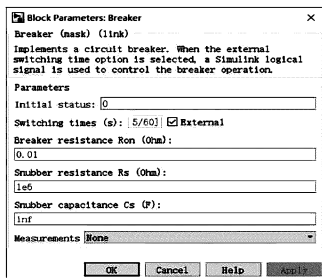 Block Parameters: Breaker
Breaker (mask) (link)
Implements a circuit breaker. When the external
switching time option is selected, a Simulink logical
signal is used to control the breaker operation.
Parameters
Initial status: 0
Switching times (s): 5/60] External
Breaker resistance Ron (Ohm):
0.01
Snubber resistance Rs (Ohm):
1e6
Snubber capacitance Cs (F):
inf
Measurements None
OK Cancel Help Apply